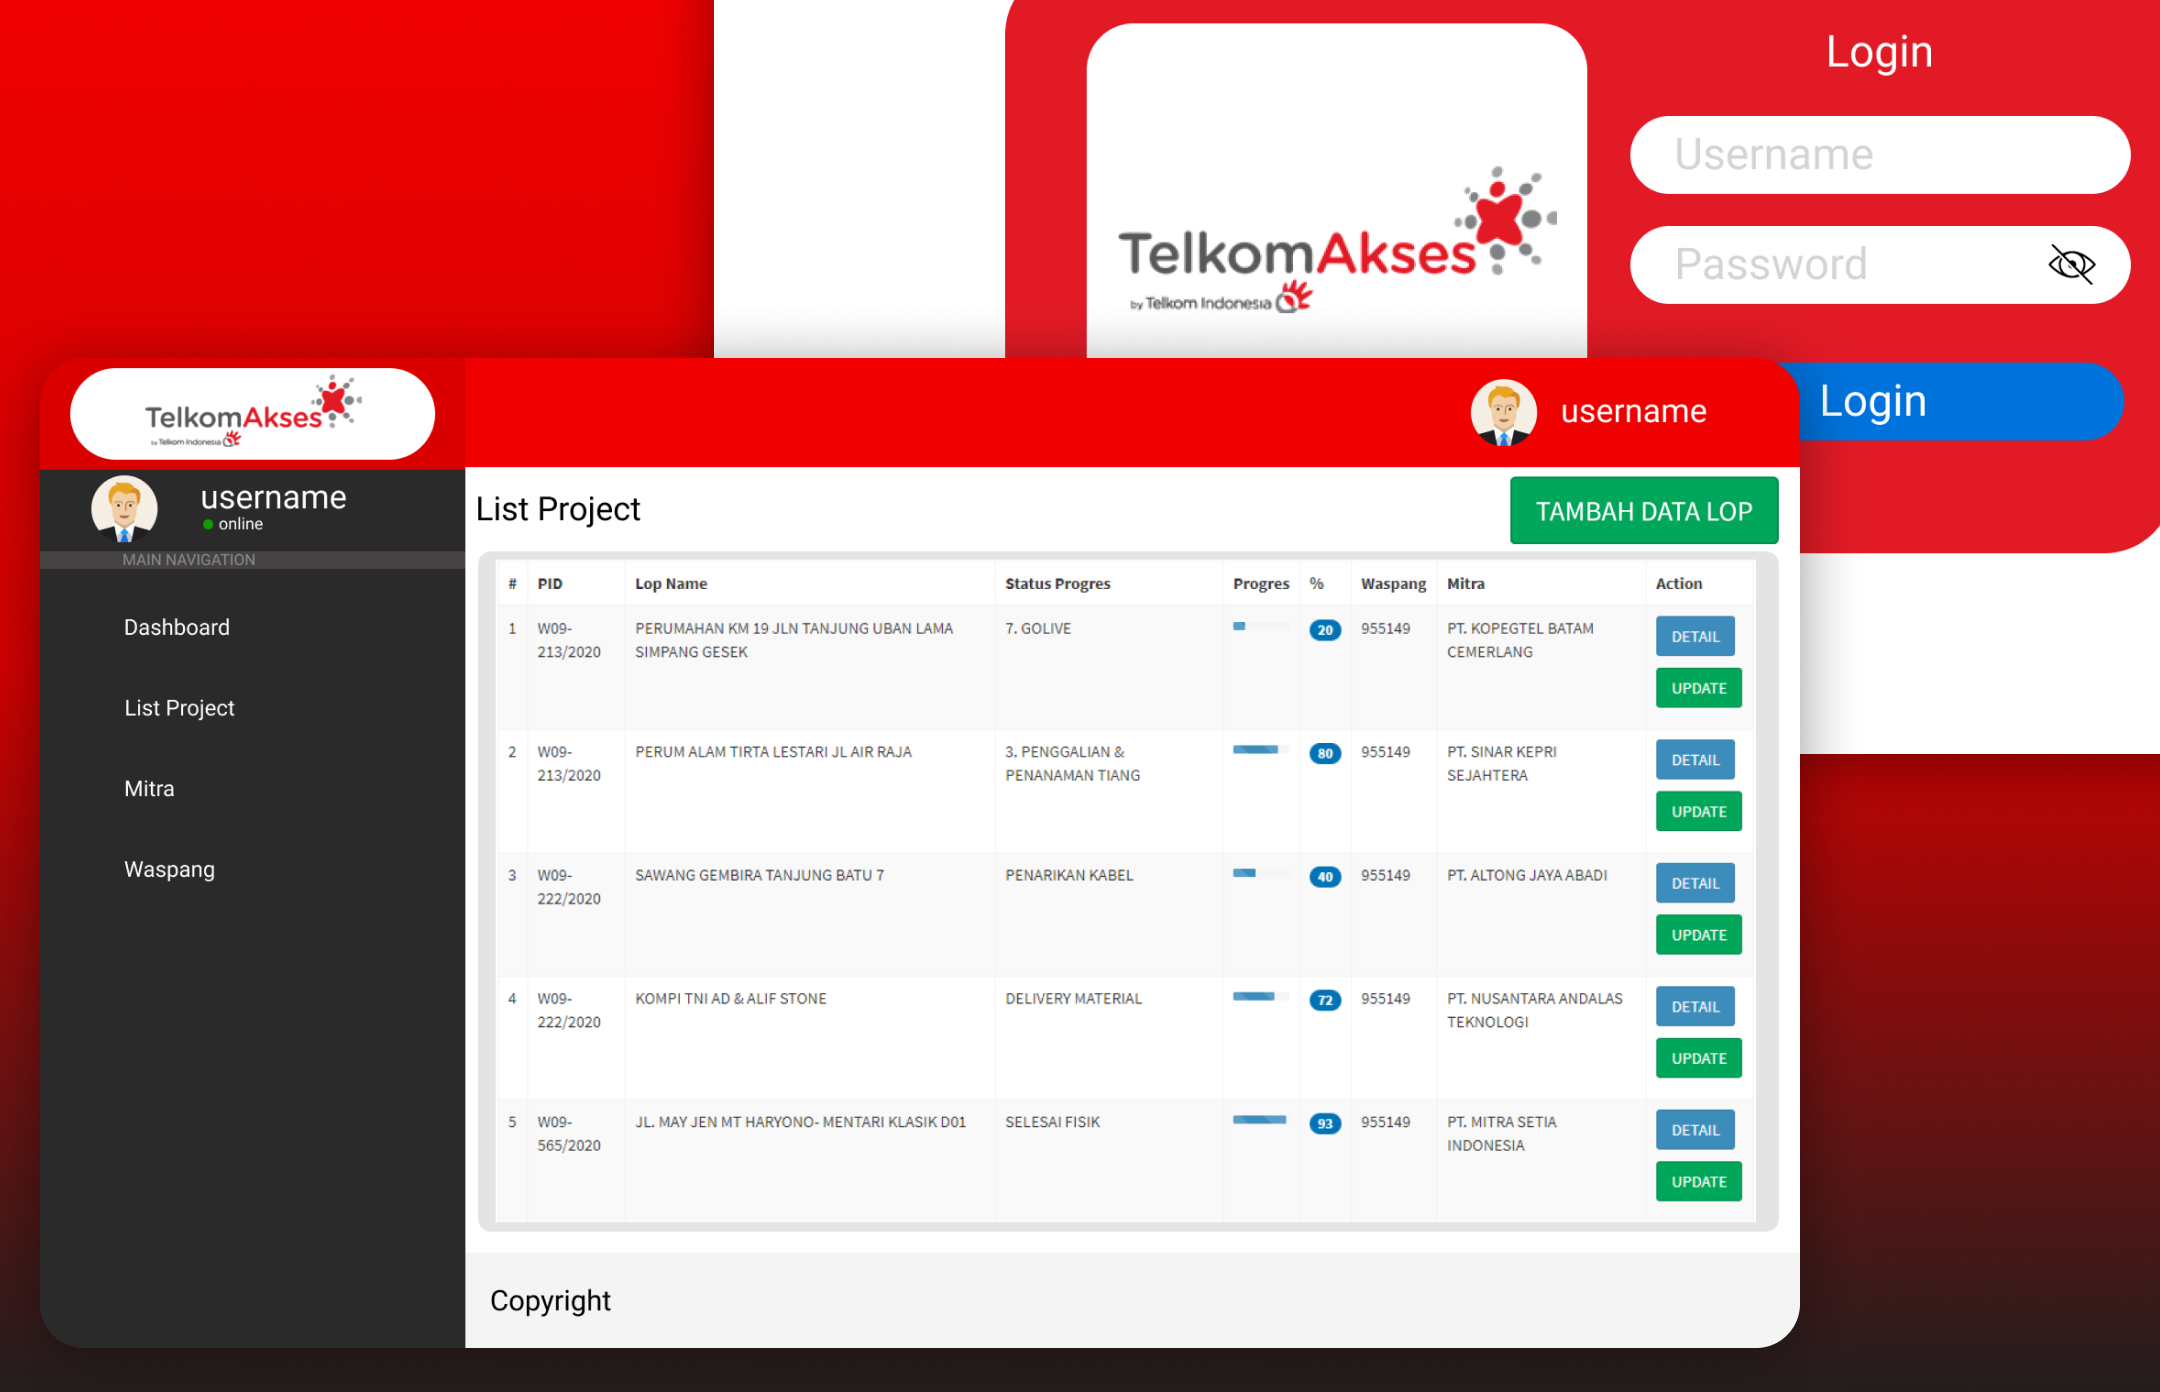 Login
Username
Password
TelkomAkses
by Telkom Indonesia
Login
TelkomAkses
by Telkom Indonesia
username
username
online
MAIN NAVIGATION
Dashboard
List Project
Mitra
Waspang
List Project
TAMBAH DATA LOP
# PID Lop Name Status Progres Progres % Waspang Mitra Action
1 W09- PERUMAHAN KM 19 JLN TANJUNG UBAN LAMA 7. GOLIVE 20 955149 PT. KOPEGTEL BATAM DETAIL
213/2020 SIMPANG GESEK CEMERLANG
UPDATE
2 W09- PERUM ALAM TIRTA LESTARI JL AIR RAJA 3. PENGGALIAN & 80 955149 PT. SINAR KEPRI DETAIL
213/2020 PENANAMAN TIANG SEJAHTERA
UPDATE
3 W09- SAWANG GEMBIRA TANJUNG BATU 7 PENARIKAN KABEL 40 955149 PT. ALTONG JAYA ABADI DETAIL
222/2020
UPDATE
4 W09- KOMPI TNI AD & ALIF STONE DELIVERY MATERIAL 72 955149 PT. NUSANTARA ANDALAS DETAIL
222/2020 TEKNOLOGI
UPDATE
5 W09- JL. MAY JEN MT HARYONO- MENTARI KLASIK D01 SELESAI FISIK 93 955149 PT. MITRA SETIA DETAIL
565/2020 INDONESIA
UPDATE
Copyright